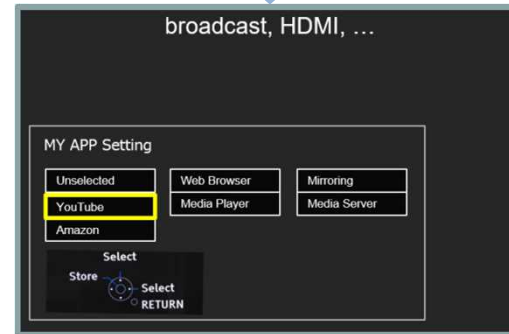 broadcast, HDMI, …
MY APP Setting
Unselected Web Browser Mirroring
YouTube Media Player Media Server
Amazon
Select
Store
Select
RETURN